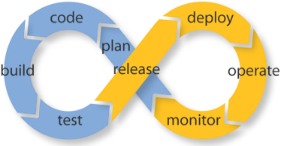 code
deploy
plan
build
release
operate
test
monitor